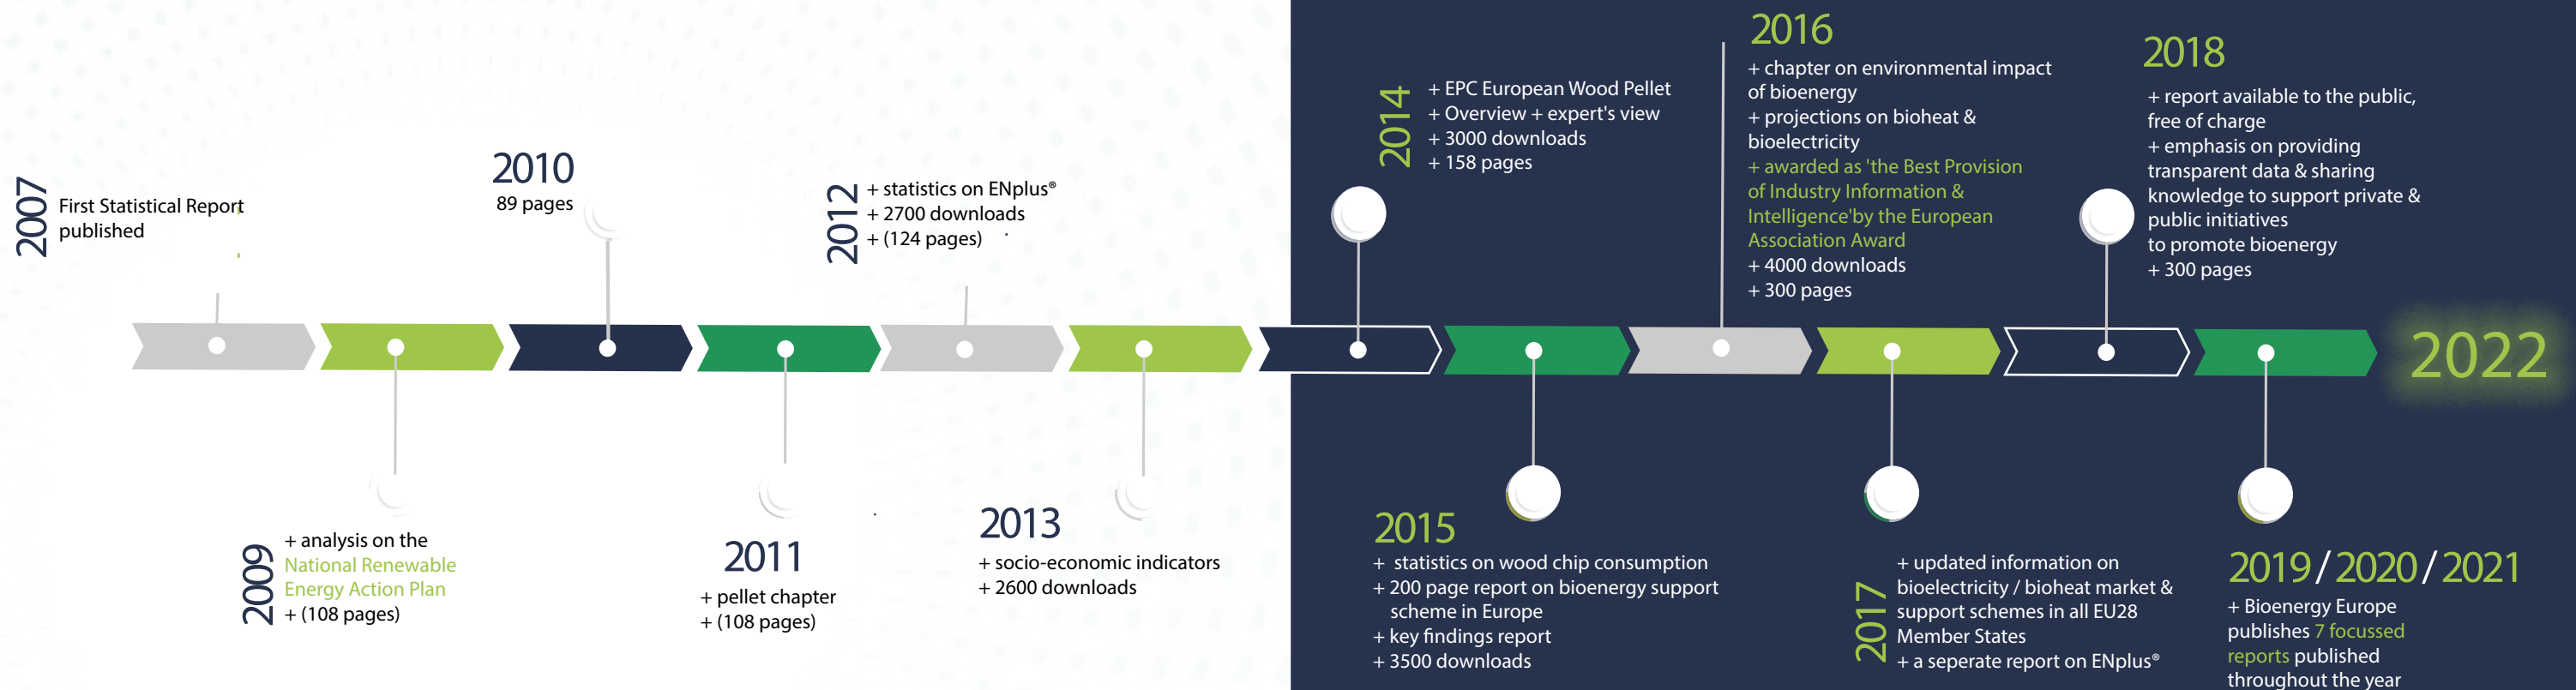 2007
First Statistical Report
published
2009
+ analysis on the
National Renewable
Energy Action Plan
+ (108 pages)
2010
89 pages
2011
+ pellet chapter
+ (108 pages)
2012
+ statistics on ENplus®
+ 2700 downloads
+ (124 pages)
2013
+ socio-economic indicators
+ 2600 downloads
2014
+ EPC European Wood Pellet
+ Overview + expert's view
+ 3000 downloads
+ 158 pages
2015
+ statistics on wood chip consumption
+ 200 page report on bioenergy support
scheme in Europe
+ key findings report
+ 3500 downloads
2016
+ chapter on environmental impact
of bioenergy
+ projections on bioheat &
bioelectricity
+ awarded as 'the Best Provision
of Industry Information &
Intelligence'by the European
Association Award
+ 4000 downloads
+ 300 pages
2017
+ updated information on
bioelectricity / bioheat market &
support schemes in all EU28
Member States
+ a seperate report on ENplus®
2018
+ report available to the public,
free of charge
+ emphasis on providing
transparent data & sharing
knowledge to support private &
public initiatives
to promote bioenergy
+ 300 pages
2019 / 2020 / 2021
+ Bioenergy Europe
publishes 7 focussed
reports published
throughout the year
2022